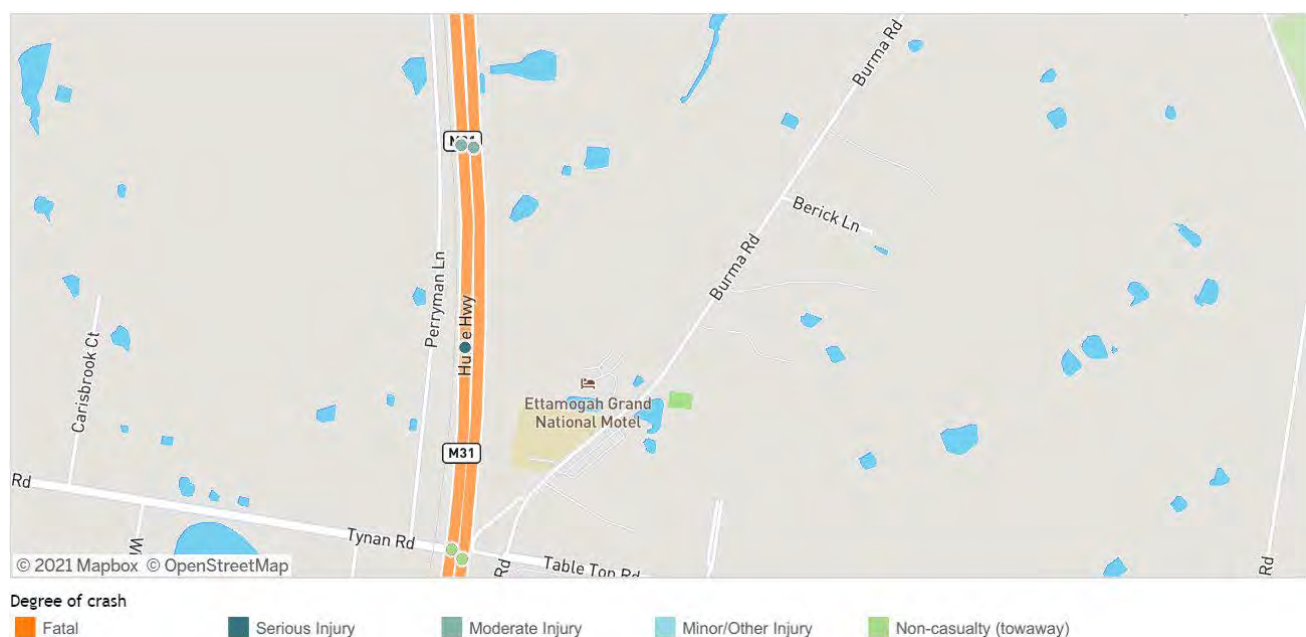 Burma Rd
M31
Berick Ln
Burma Rd
Perryman Ln
Hu e Hwy
Carisbrook Ct
Ettamogah Grand
National Motel
M31
Rd
Tynan Rd
Table Top Rd
Rd
Rd
© 2021 Mapbox © OpenStreetMap
Degree of crash
Fatal
Serious Injury
Moderate Injury
Minor/Other Injury
Non-casualty (towaway)